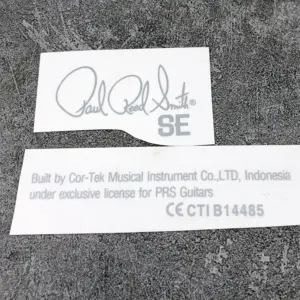 Paul Reed Smith®
SE
Built by Cor-Tek Musical Instrument Co.,LTD, Indonesia
under exclusive license for PRS Guitars
CE CTI B14485